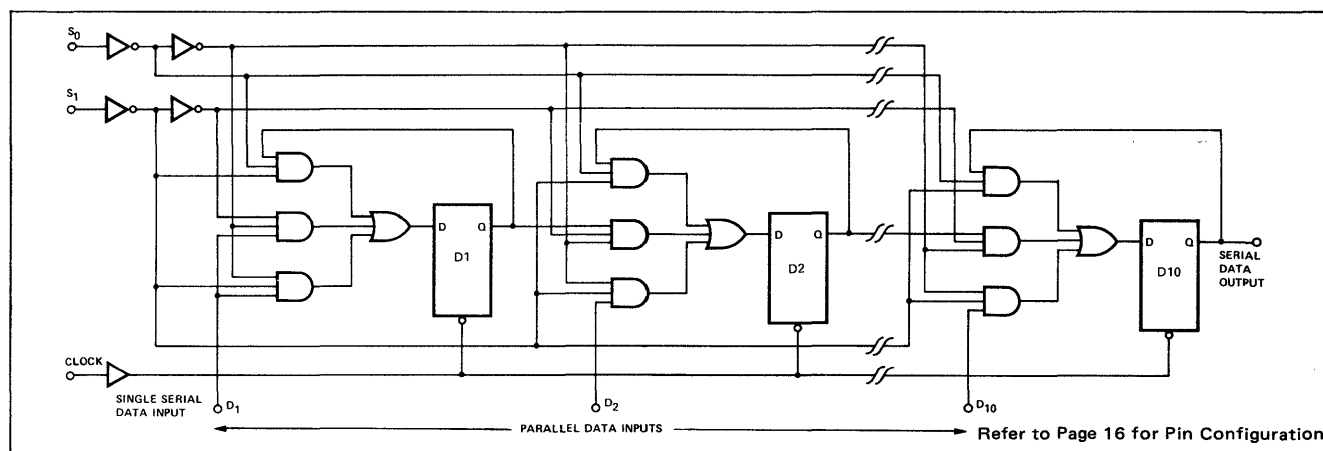 S0
S1
D Q
D1
D Q
D2
D Q
D10
SERIAL
DATA
OUTPUT
CLOCK
SINGLE SERIAL
DATA INPUT
D1
D2
D10
PARALLEL DATA INPUTS
Refer to Page 16 for Pin Configuration